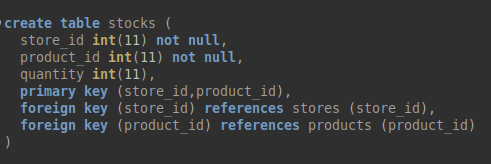 create table stocks (
  store_id int(11) not null,
  product_id int(11) not null,
  quantity int(11),
  primary key (store_id,product_id),
  foreign key (store_id) references stores (store_id),
  foreign key (product_id) references products (product_id)
)